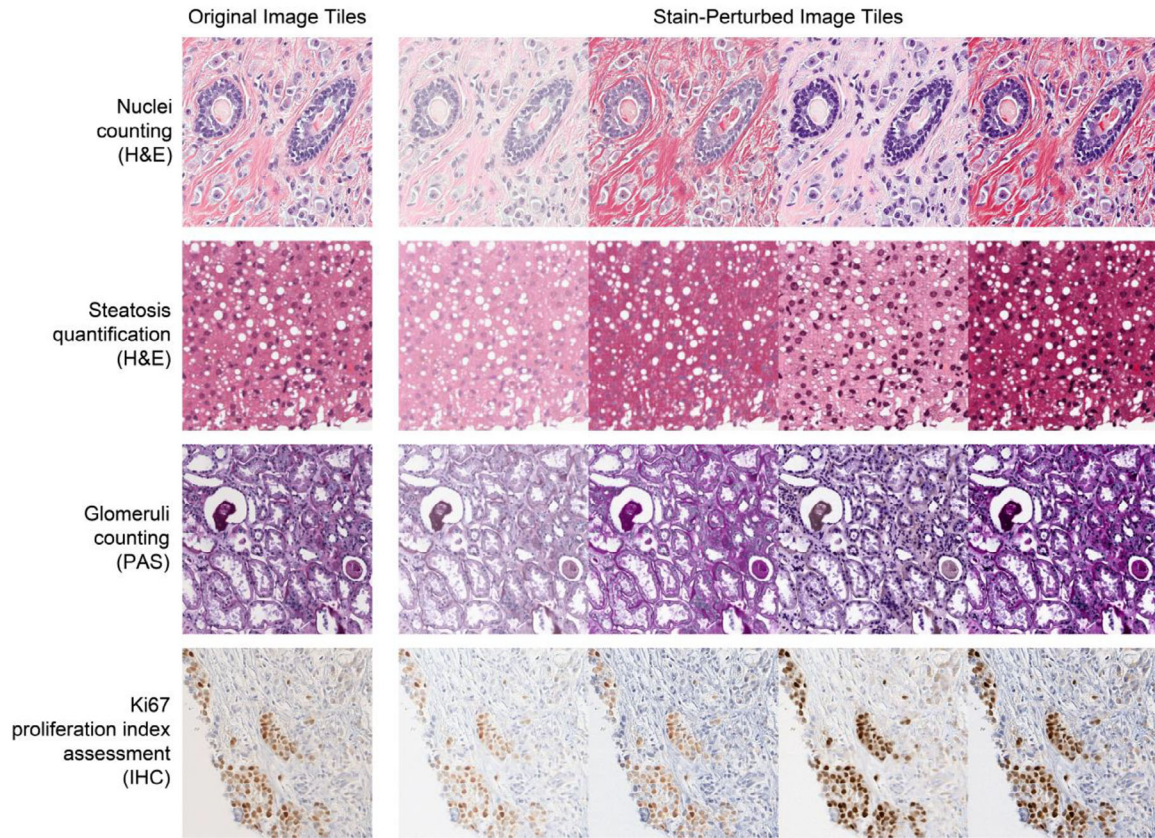 Original Image Tiles
Stain-Perturbed Image Tiles
Nuclei
counting
(H&E)
Steatosis
quantification
(H&E)
Glomeruli
counting
(PAS)
Ki67
proliferation index
assessment
(IHC)